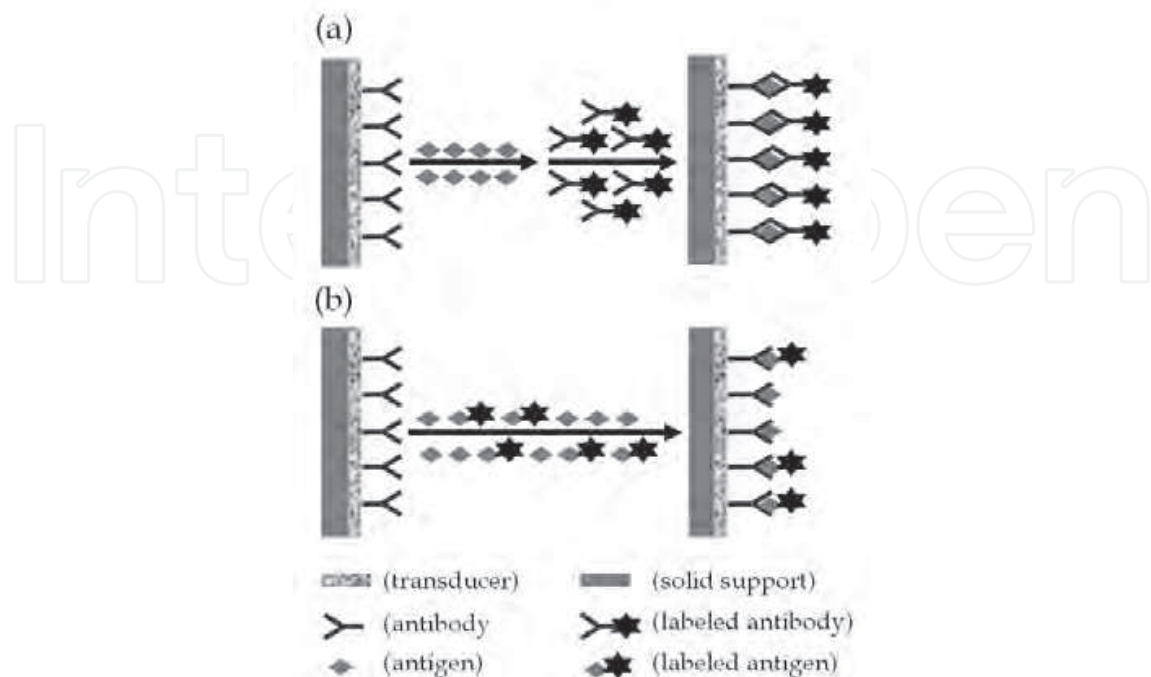 (a)
(b)
(transducer) (solid support)
(antibody (labeled antibody)
(antigen) (labeled antigen)